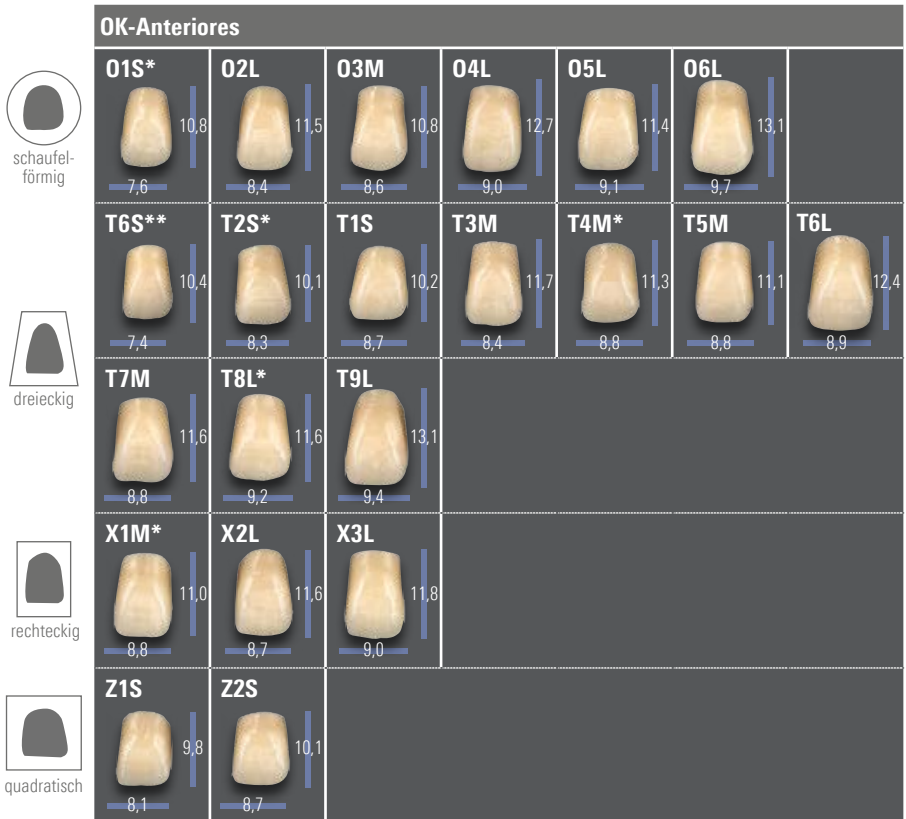 OK-Anteriores
schaufel-
förmig
O1S* O2L O3M O4L O5L O6L
10,8 11,5 10,8 12,7 11,4 13,1
7,6 8,4 8,6 9,0 9,1 9,7
dreieckig
T6S** T2S* T1S T3M T4M* T5M T6L
10,4 10,1 10,2 11,7 11,3 11,1 12,4
7,4 8,3 8,7 8,4 8,8 8,8 8,9
T7M T8L* T9L
11,6 11,6 13,1
8,8 9,2 9,4
rechteckig
X1M* X2L X3L
11,0 11,6 11,8
8,8 8,7 9,0
quadratisch
Z1S Z2S
9,8 10,1
8,1 8,7